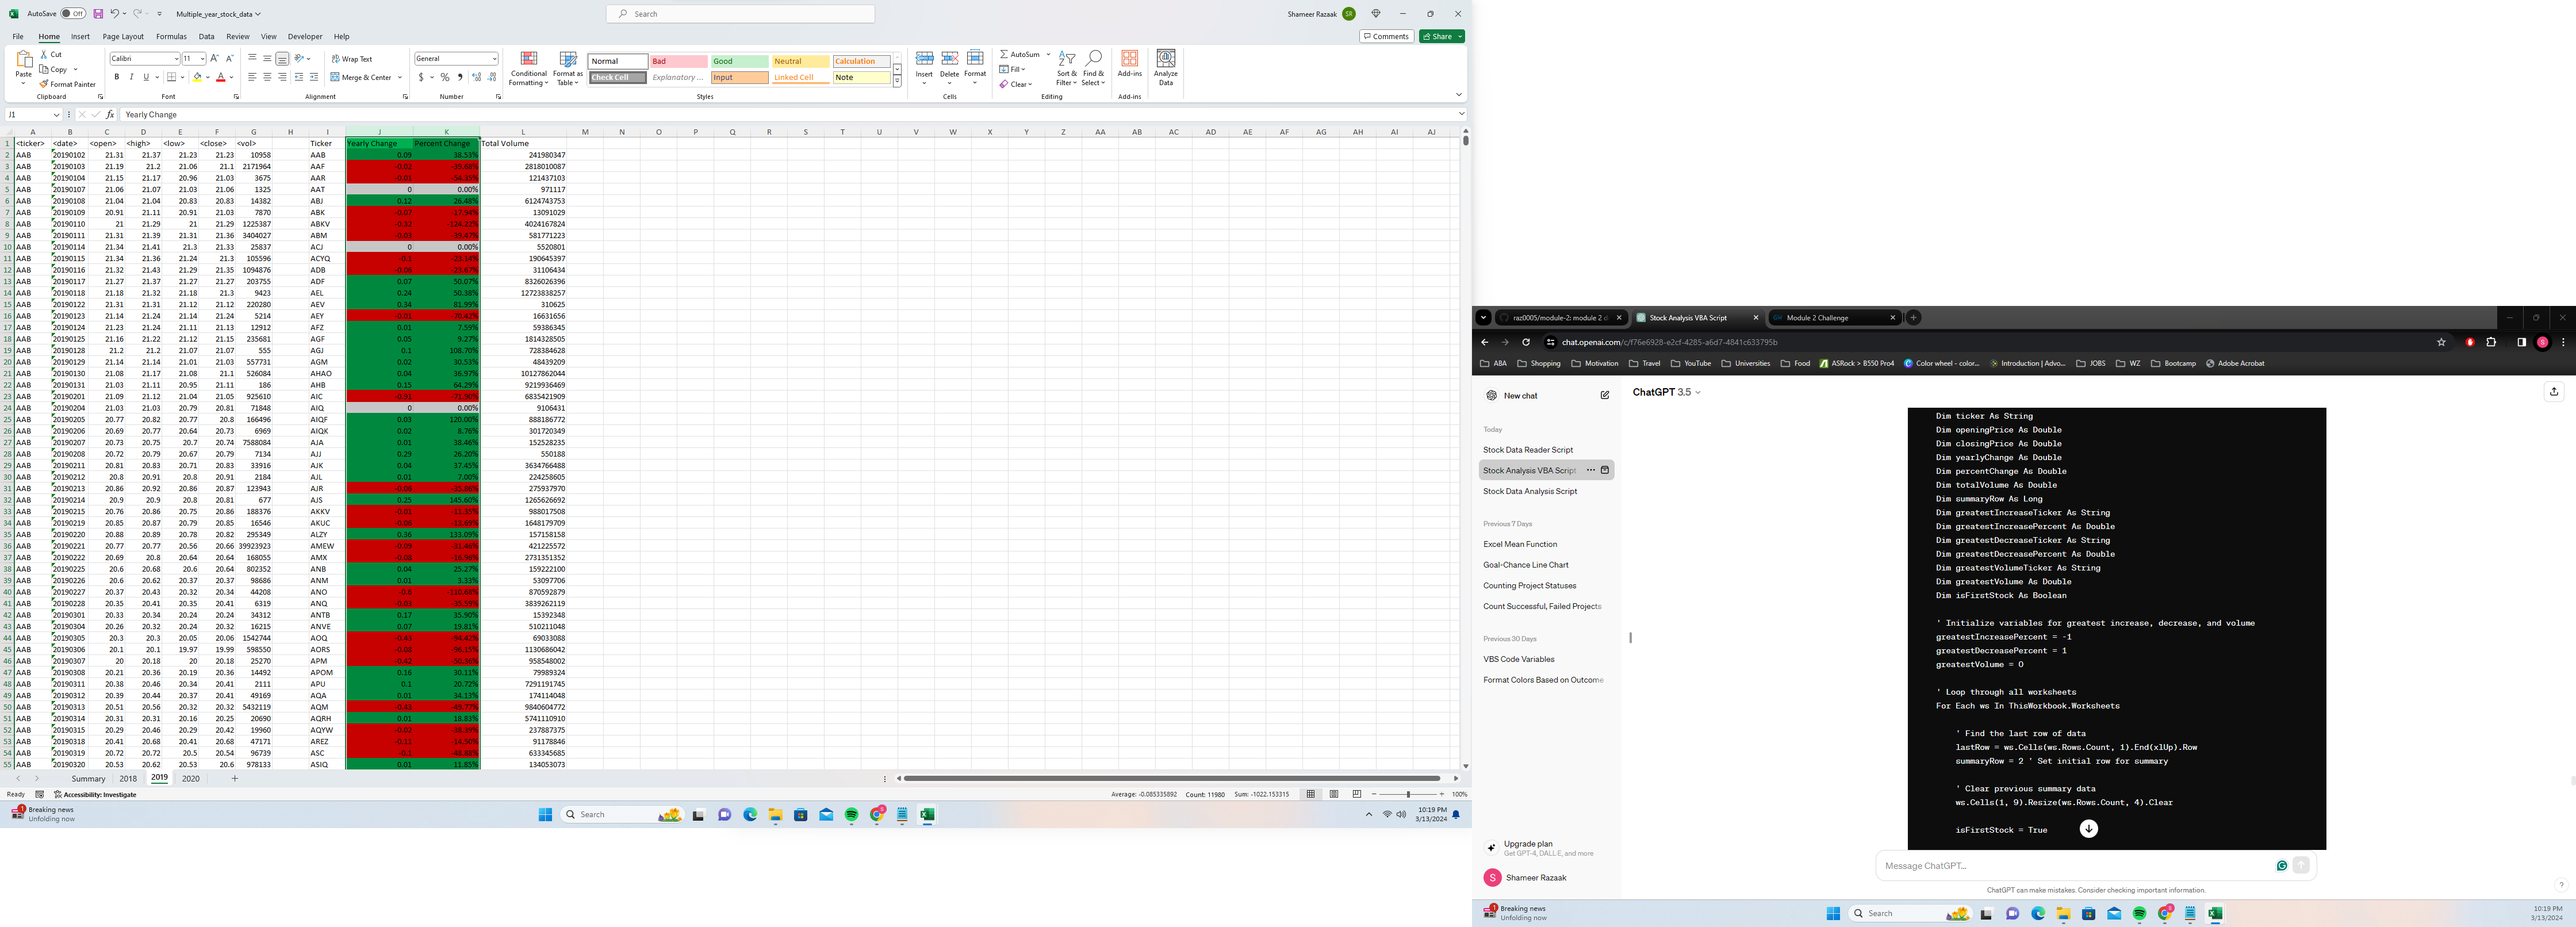 AutoSave Off Multiple_year_stock_data Search Shameer Razaak SR
File Home Insert Page Layout Formulas Data Review View Developer Help Comments Share
Paste Cut Copy Format Painter Calibri 11 Wrap Text Merge & Center General Conditional Formatting Format as Table Normal Bad Good Neutral Calculation Insert Delete Format AutoSum Fill Clear Sort & Filter Find & Select Add-ins Analyze Data
Check Cell Explanatory ... Input Linked Cell Note
Clipboard Font Alignment Number Styles Cells Editing Add-ins
J1 fx Yearly Change
A B C D E F G H I J K L M N O P Q R S T U V W X Y Z AA AB AC AD AE AF AG AH AI AJ
1 <ticker> <date> <open> <high> <low> <close> <vol> Ticker Yearly Change Percent Change Total Volume
2 AAB 20190102 21.31 21.37 21.23 21.23 10958 AAB 0.09 38.53% 241980347
3 AAB 20190103 21.19 21.2 21.06 21.1 2171964 AAF -0.02 -39.68% 2818010087
4 AAB 20190104 21.15 21.17 20.96 21.03 3675 AAR -0.01 -54.35% 121437103
5 AAB 20190107 21.06 21.07 21.03 21.06 1325 AAT 0 0.00% 971117
6 AAB 20190108 21.04 21.04 20.83 20.83 14382 ABJ 0.12 26.48% 6124743753
7 AAB 20190109 20.91 21.11 20.91 21.03 7870 ABK -0.07 -17.94% 13091029
8 AAB 20190110 21 21.29 21 21.29 1225387 ABKV -0.32 -124.22% 4024167824
9 AAB 20190111 21.31 21.39 21.31 21.36 3404027 ABM -0.03 -39.47% 581771223
10 AAB 20190114 21.34 21.41 21.3 21.33 25837 ACJ 0 0.00% 5520801
11 AAB 20190115 21.34 21.36 21.24 21.3 105596 ACYQ -0.1 -23.14% 190645397
12 AAB 20190116 21.32 21.43 21.29 21.35 1094876 ADB -0.06 -23.67% 31106434
13 AAB 20190117 21.27 21.37 21.27 21.27 203755 ADF 0.07 50.07% 8326026396
14 AAB 20190118 21.18 21.32 21.18 21.3 9423 AEL 0.24 50.38% 12723838257
15 AAB 20190122 21.31 21.31 21.12 21.12 220280 AEV 0.34 81.99% 310625
16 AAB 20190123 21.14 21.24 21.14 21.24 5214 AEY -0.01 -70.42% 16631656
17 AAB 20190124 21.23 21.24 21.11 21.13 12912 AFZ 0.01 7.59% 59386345
18 AAB 20190125 21.16 21.22 21.12 21.15 235681 AGF 0.05 9.27% 1814328505
19 AAB 20190128 21.2 21.2 21.07 21.07 555 AGJ 0.1 108.70% 728384628
20 AAB 20190129 21.14 21.14 21.01 21.03 557731 AGM 0.02 30.53% 48439209
21 AAB 20190130 21.08 21.17 21.08 21.1 526084 AHAO 0.04 36.97% 10127862044
22 AAB 20190131 21.03 21.11 20.95 21.11 186 AHB 0.15 64.29% 9219936469
23 AAB 20190201 21.09 21.12 21.04 21.05 925610 AIC -71.90% 6835421909
24 AAB 20190204 21.03 21.03 20.79 20.81 71848 AIQ 0 0.00% 9106431
25 AAB 20190205 20.77 20.82 20.77 20.8 166496 AIQF 0.03 120.00% 888186772
26 AAB 20190206 20.69 20.77 20.64 20.73 6969 AIQK 0.02 8.76% 301720349
27 AAB 20190207 20.73 20.75 20.7 20.74 7588084 AJA 0.01 38.46% 152528235
28 AAB 20190208 20.72 20.79 20.67 20.79 7134 AJJ 0.29 26.20% 550188
29 AAB 20190211 20.81 20.83 20.71 20.83 33916 AJK 0.04 37.45% 3634766488
30 AAB 20190212 20.8 20.91 20.8 20.91 2184 AJL 0.01 7.00% 224258605
31 AAB 20190213 20.86 20.92 20.86 20.87 123943 AJR -0.06 275937970
32 AAB 20190214 20.9 20.9 20.8 20.81 677 AJS 0.25 145.60% 1265626692
33 AAB 20190215 20.76 20.86 20.75 20.86 188376 AKKV -0.01 988017508
34 AAB 20190219 20.85 20.87 20.79 20.85 16546 AKUC -0.06 1648179709
35 AAB 20190220 20.88 20.89 20.78 20.82 295349 ALZY 0.36 133.09% 157158158
36 AAB 20190221 20.77 20.77 20.56 20.66 39923923 AMEW -0.09 -31.46% 421225572
37 AAB 20190222 20.69 20.8 20.64 20.64 168055 AMX -0.08 -16.96% 2731351352
38 AAB 20190225 20.6 20.68 20.6 20.64 802352 ANB 0.04 25.27% 159222100
39 AAB 20190226 20.6 20.62 20.37 20.37 98686 ANM 0.01 3.33% 53097706
40 AAB 20190227 20.37 20.43 20.32 20.34 44208 ANO -0.6 -110.68% 870592879
41 AAB 20190228 20.35 20.41 20.35 20.41 6319 ANQ -0.03 -35.59% 3839262119
42 AAB 20190301 20.33 20.34 20.24 20.24 34312 ANTB 0.17 35.90% 15392348
43 AAB 20190304 20.26 20.32 20.24 20.32 16215 ANVE 0.07 19.81% 510211048
44 AAB 20190305 20.3 20.3 20.05 20.06 1542744 AOQ -0.43 -94.42% 69033088
45 AAB 20190306 20.1 20.1 19.97 19.99 598550 AORS -0.08 -96.15% 1130686042
46 AAB 20190307 20 20.18 20 20.18 25270 APM -0.42 -50.36% 958548002
47 AAB 20190308 20.21 20.36 20.19 20.36 14492 APOM 0.16 30.11% 79989324
48 AAB 20190311 20.38 20.46 20.34 20.41 2111 APU 0.1 20.72% 7291191745
49 AAB 20190312 20.39 20.44 20.37 20.41 49169 AQA 0.01 34.13% 174114048
50 AAB 20190313 20.51 20.56 20.32 20.32 5432119 AQM -0.43 -49.77% 9840604772
51 AAB 20190314 20.31 20.31 20.16 20.25 20690 AQRH 0.01 18.83% 5741110910
52 AAB 20190315 20.29 20.46 20.29 20.42 19960 AQYW -0.02 -38.39% 237887375
53 AAB 20190318 20.41 20.68 20.41 20.68 47171 AREZ -0.11 -34.56% 91178846
54 AAB 20190319 20.72 20.72 20.5 20.54 96739 ASC -0.1 -48.88% 633345685
55 AAB 20190320 20.53 20.62 20.53 20.6 978133 ASIQ 0.01 11.85% 134053073
Summary 2018 2019 2020 +
Ready Accessibility: Investigate Average: -0.085335892 Count: 11980 Sum: -1022.153315 100%
Breaking news
Unfolding now
Search
10:19 PM
3/13/2024
raz0005/module-2: module 2 Stock Analysis VBA Script Module 2 Challenge
chat.openai.com/c/f76e6928-e2cf-4285-a6d7-4841c633795b
ABA Shopping Motivation Travel YouTube Universities Food ASRock > B550 Pro4 Color wheel - color... Introduction | Advo... JOBS WZ Bootcamp Adobe Acrobat
New chat
Today
Stock Data Reader Script
Stock Analysis VBA Script
Stock Data Analysis Script
Previous 7 Days
Excel Mean Function
Goal-Chance Line Chart
Counting Project Statuses
Count Successful, Failed Projects
Previous 30 Days
VBS Code Variables
Format Colors Based on Outcome
Upgrade plan
Get GPT-4, DALL·E, and more
S Shameer Razaak
ChatGPT 3.5
Dim ticker As String
Dim openingPrice As Double
Dim closingPrice As Double
Dim yearlyChange As Double
Dim percentChange As Double
Dim totalVolume As Double
Dim summaryRow As Long
Dim greatestIncreaseTicker As String
Dim greatestIncreasePercent As Double
Dim greatestDecreaseTicker As String
Dim greatestDecreasePercent As Double
Dim greatestVolumeTicker As String
Dim greatestVolume As Double
Dim isFirstStock As Boolean
' Initialize variables for greatest increase, decrease, and volume
greatestIncreasePercent = -1
greatestDecreasePercent = 1
greatestVolume = 0
' Loop through all worksheets
For Each ws In ThisWorkbook.Worksheets
' Find the last row of data
lastRow = ws.Cells(ws.Rows.Count, 1).End(xlUp).Row
summaryRow = 2 ' Set initial row for summary
' Clear previous summary data
ws.Cells(1, 9).Resize(ws.Rows.Count, 4).Clear
isFirstStock = True
Message ChatGPT...
ChatGPT can make mistakes. Consider checking important information.
?
Breaking news
Unfolding now
Search
10:19 PM
3/13/2024